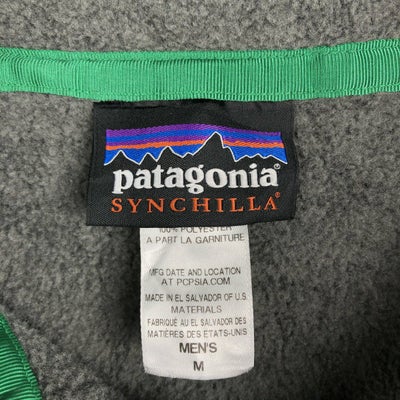 patagonia®
SYNCHILLA®
100% POLYESTER
A PART LA GARNITURE
MFG DATE AND LOCATION
AT PCPSIA.COM
MADE IN EL SALVADOR OF U.S.
MATERIALS
FABRIQUÉ AU EL SALVADOR DES
MATIÈRES DES ETATS-UNIS
MEN'S
M